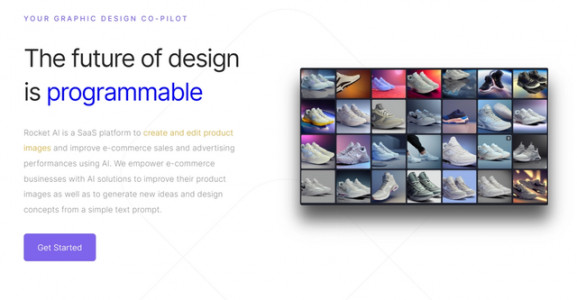 YOUR GRAPHIC DESIGN CO-PILOT
The future of design
is programmable
Rocket AI is a SaaS platform to create and edit product
images and improve e-commerce sales and advertising
performances using AI. We empower e-commerce
businesses with AI solutions to improve their product
images as well as to generate new ideas and design
concepts from a simple text prompt.
Get Started